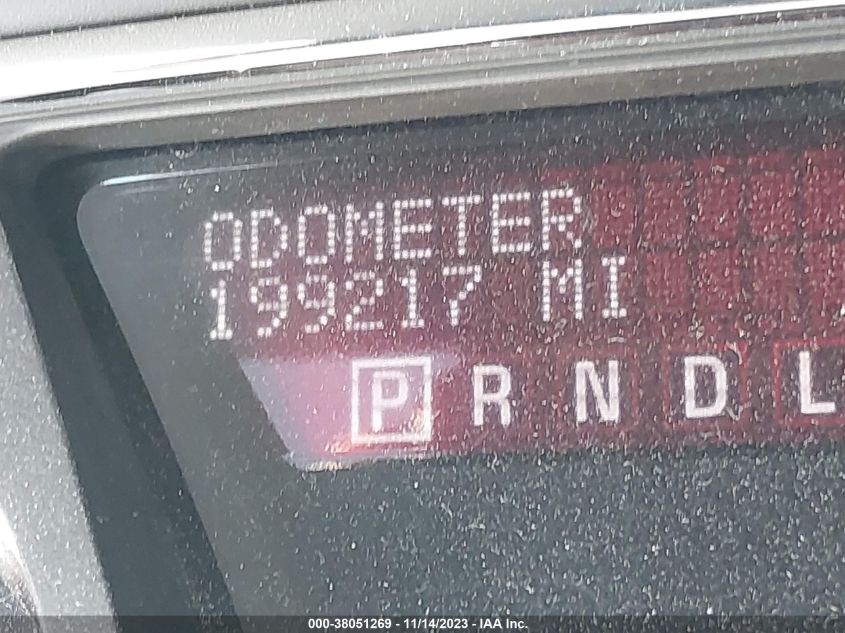 ODOMETER
199217 MI
P R N D L
000-38051269 - 11/14/2023 - IAA Inc.